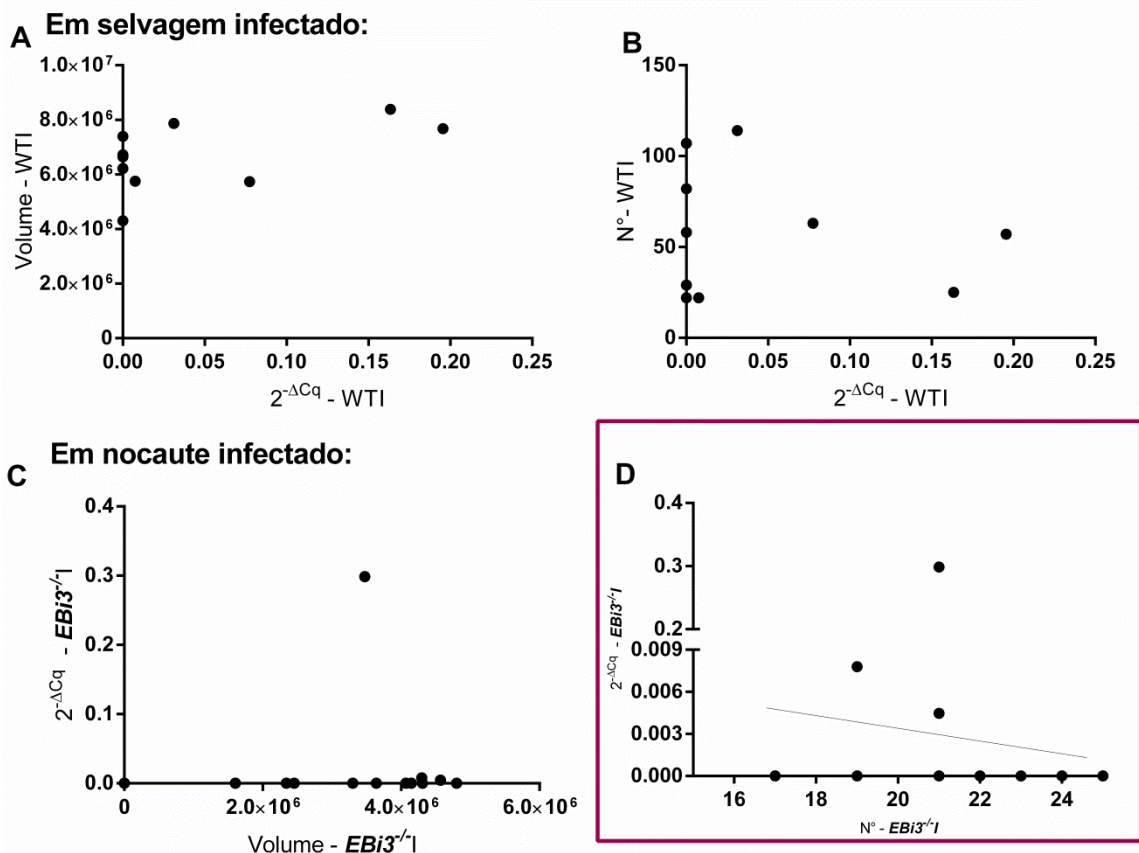 Em selvagem infectado:
A
1.0×10⁷
8.0×10⁶
6.0×10⁶
4.0×10⁶
2.0×10⁶
0
Volume - WTI
0.00 0.05 0.10 0.15 0.20 0.25
2^-ΔCq - WTI
B
150
100
50
0
N°- WTI
0.00 0.05 0.10 0.15 0.20 0.25
2^-ΔCq - WTI
Em nocaute infectado:
C
0.4
0.3
0.2
0.1
0.0
2^-ΔCq - EBi3^-/-I
0 2.0×10⁶ 4.0×10⁶ 6.0×10⁶
Volume - EBi3^-/-I
D
0.4
0.3
0.2
0.009
0.006
0.003
0.000
2^-ΔCq - EBi3^-/-I
16 18 20 22 24
N° - EBi3^-/-I